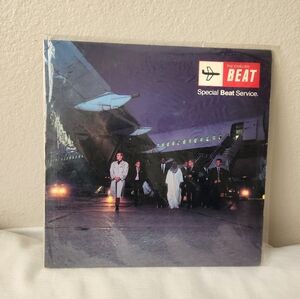 THE ENGLISH
BEAT
Special Beat Service.